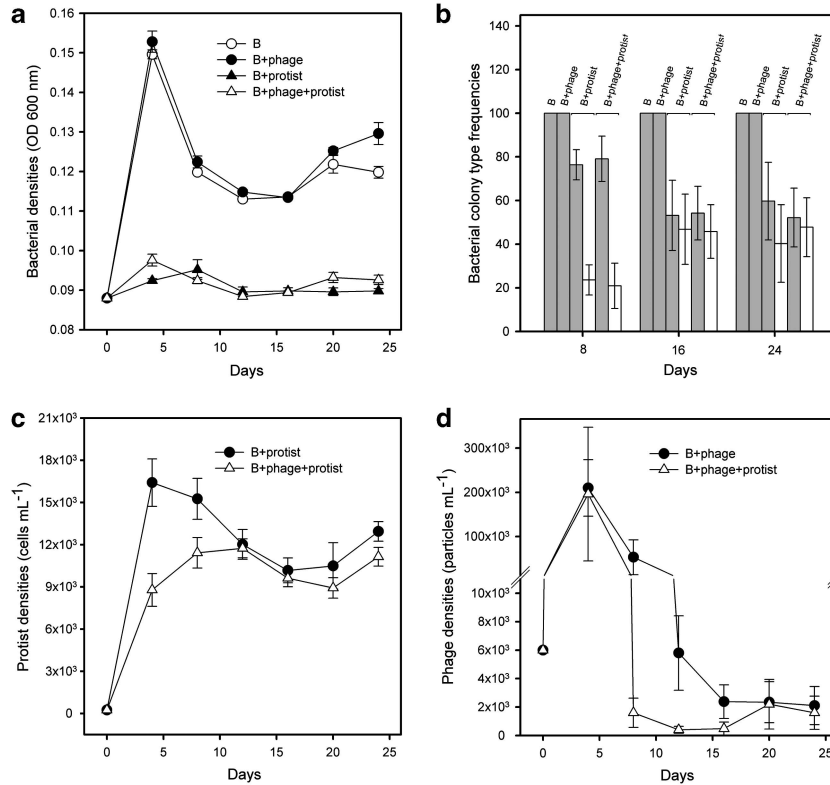 a
0.16
0.15
0.14
0.13
0.12
0.11
0.10
0.09
0.08
Bacterial densities (OD 600 nm)
B
B+phage
B+protist
B+phage+protist
0 5 10 15 20 25
Days
b
140
120
100
80
60
40
20
0
Bacterial colony type frequencies
B B+phage B+protist B+phage+protist
B B+phage B+protist B+phage+protist
B B+phage B+protist B+phage+protist
8 16 24
Days
c
21x10³
18x10³
15x10³
12x10³
9x10³
6x10³
3x10³
0
Protist densities (cells mL⁻¹)
B+protist
B+phage+protist
0 5 10 15 20 25
Days
d
300x10³
200x10³
100x10³
10x10³
8x10³
6x10³
4x10³
2x10³
0
Phage densities (particles mL⁻¹)
B+phage
B+phage+protist
0 5 10 15 20 25
Days